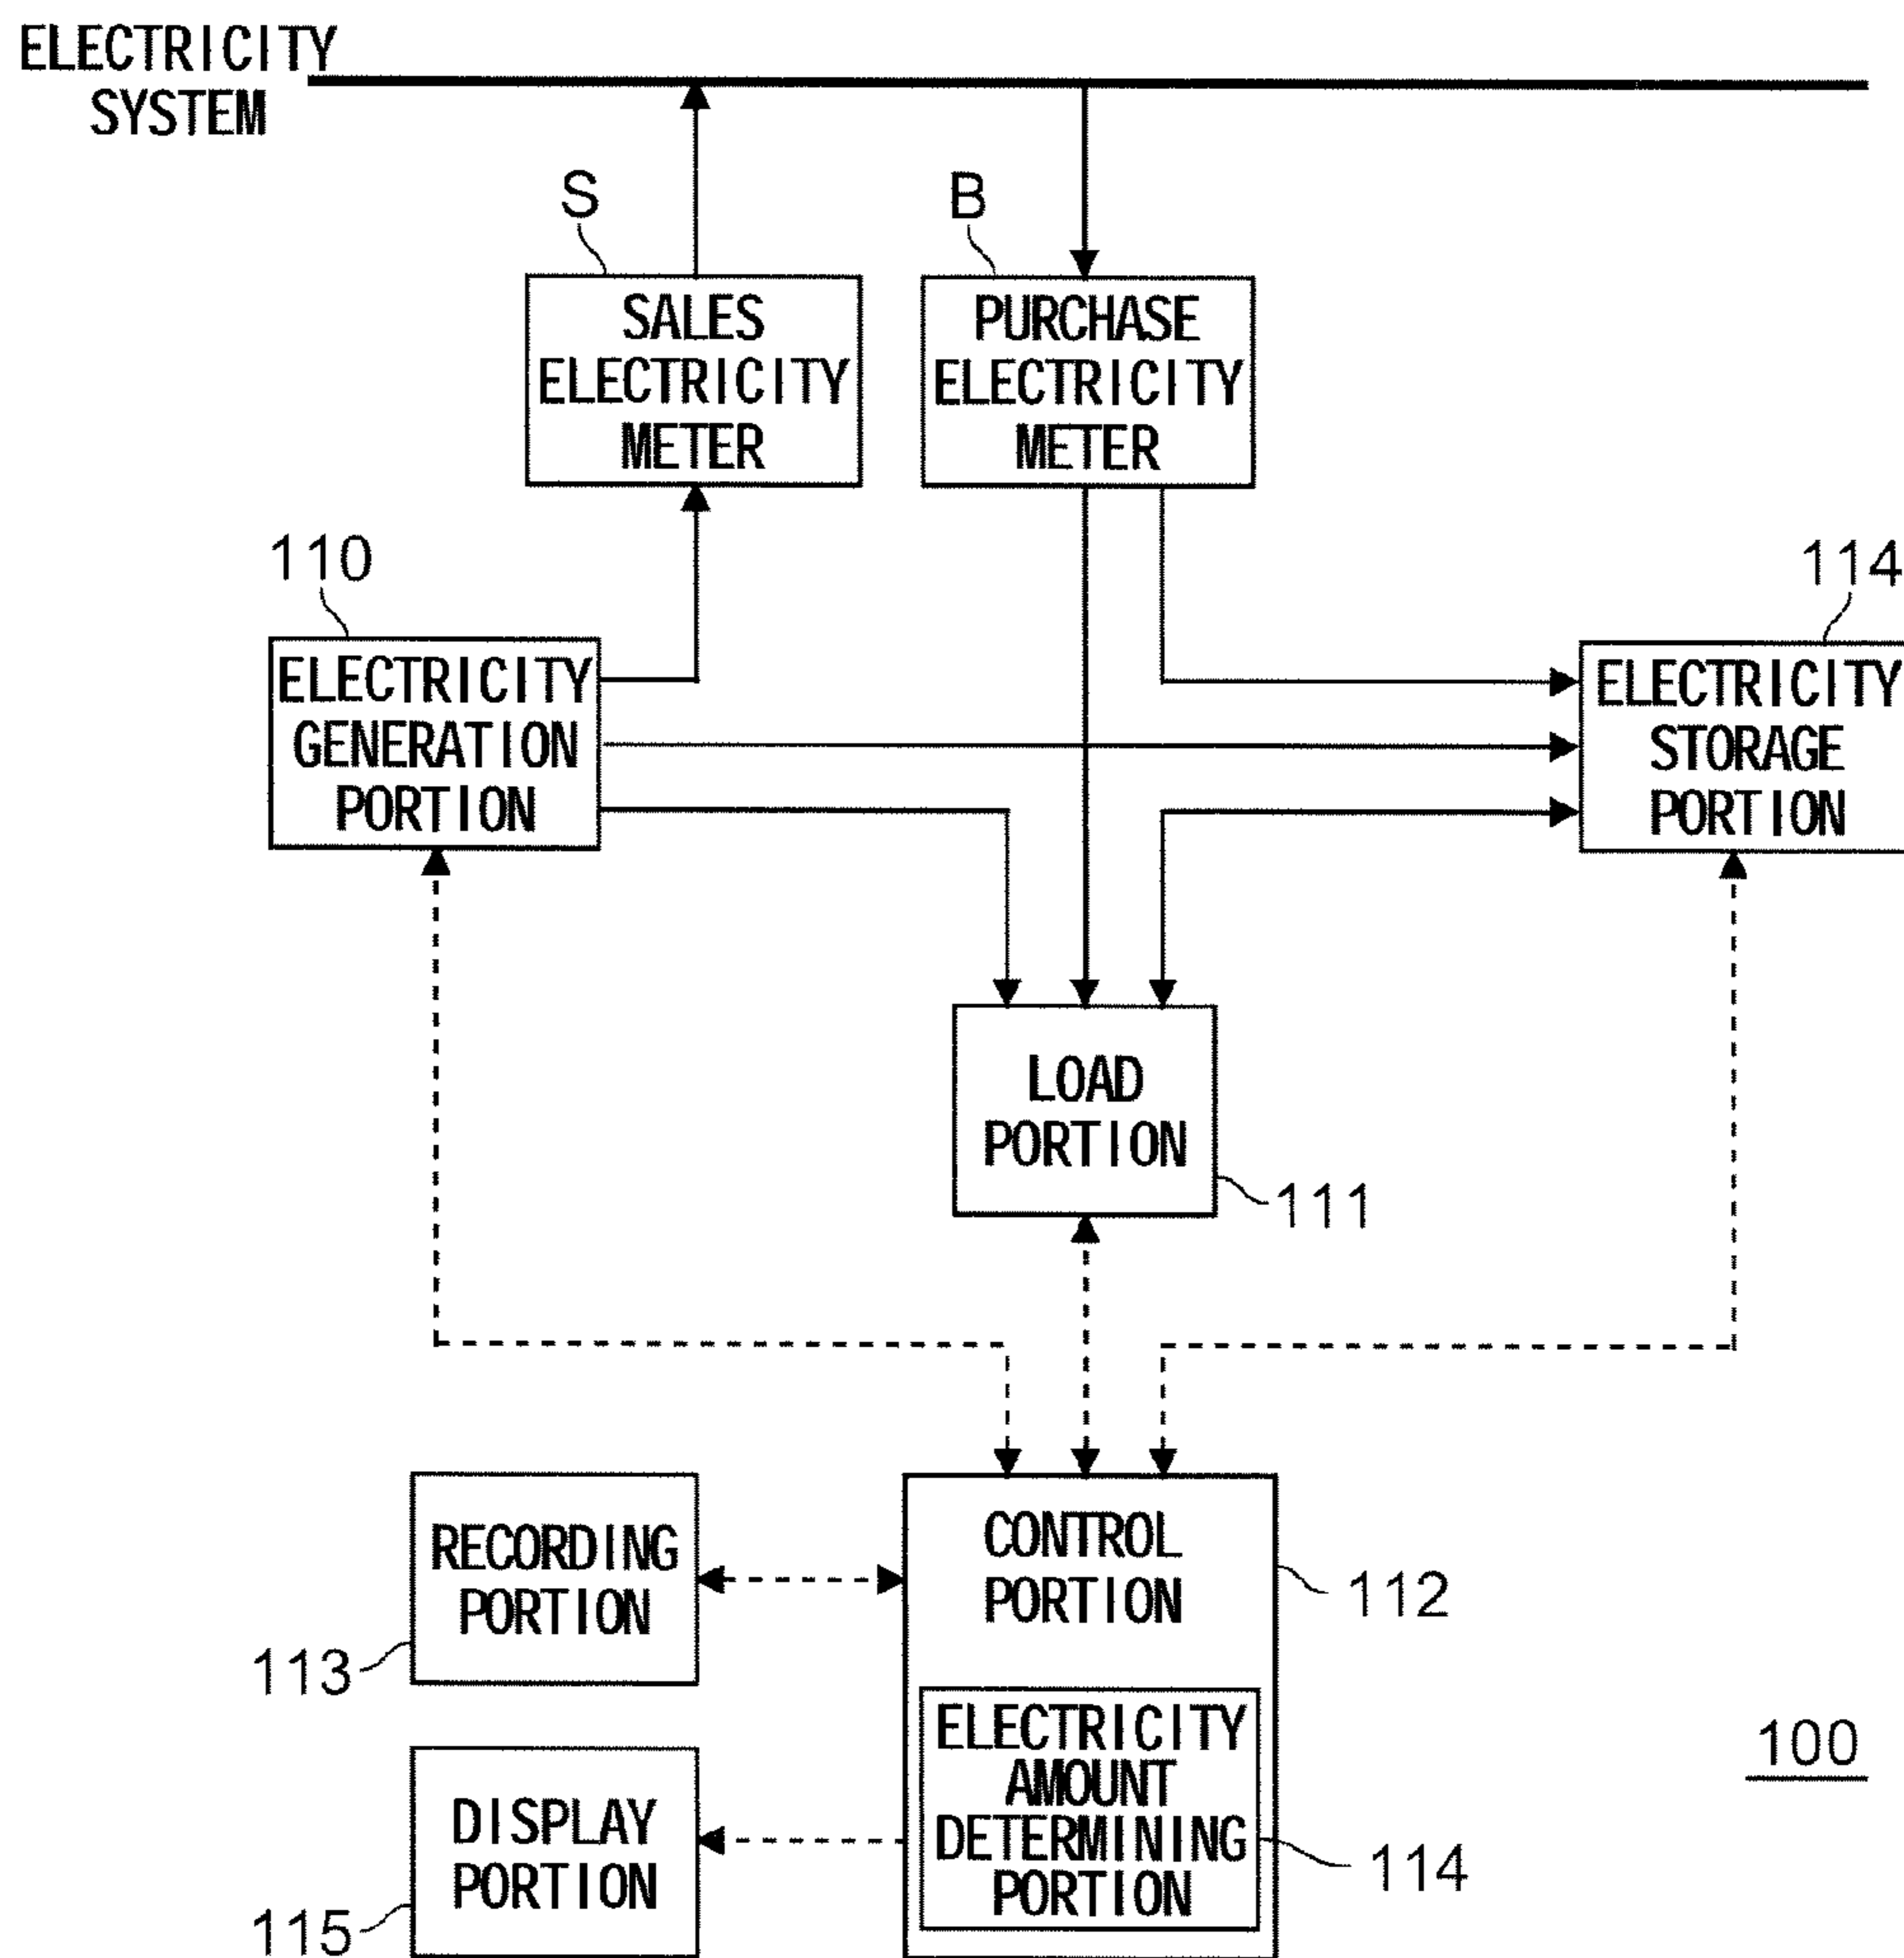 ELECTRICITY
SYSTEM
S
B
SALES
ELECTRICITY
METER
PURCHASE
ELECTRICITY
METER
110
114
ELECTRICITY
GENERATION
PORTION
ELECTRICITY
STORAGE
PORTION
LOAD
PORTION
111
RECORDING
PORTION
113
CONTROL
PORTION
112
ELECTRICITY
AMOUNT
DETERMINING
PORTION
114
DISPLAY
PORTION
115
100